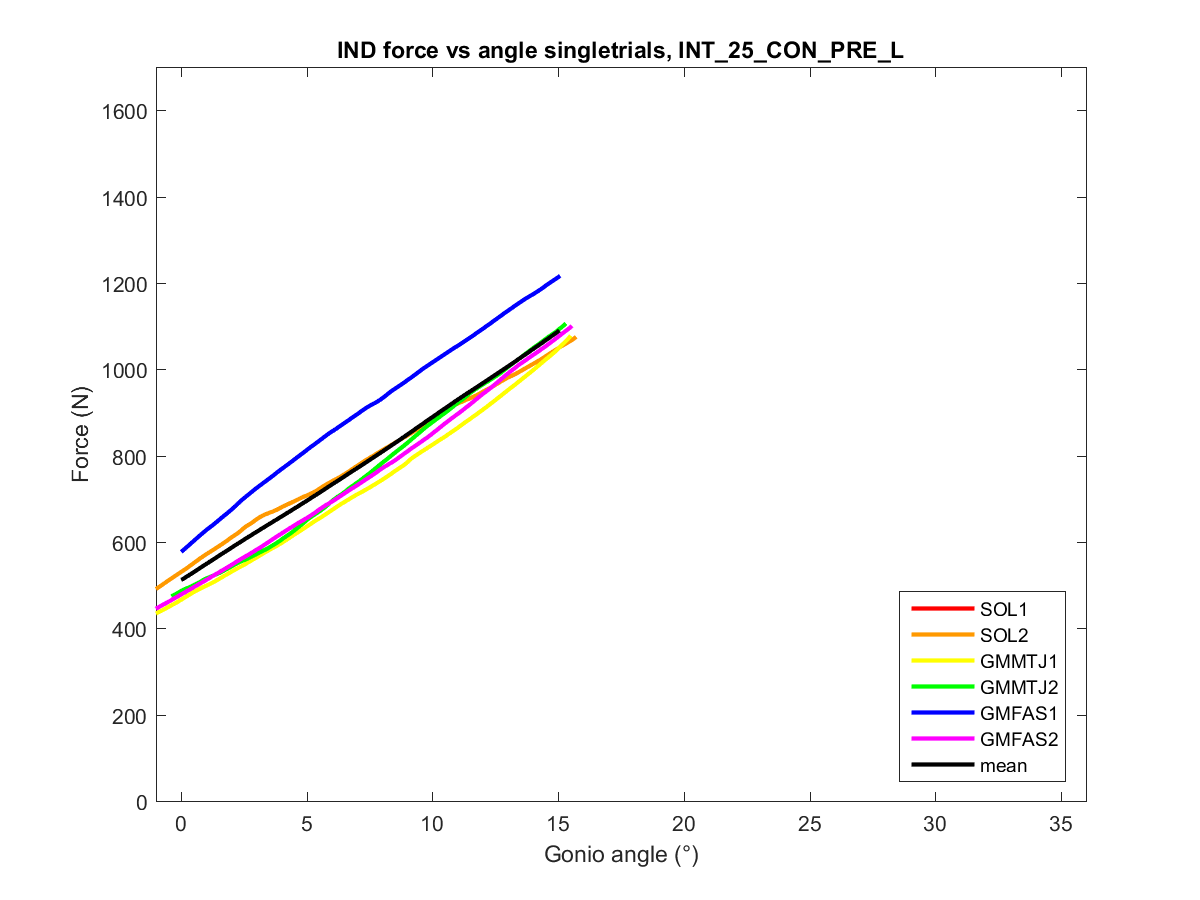 IND force vs angle singletrials, INT_25_CON_PRE_L
1600
1400
1200
1000
800
600
400
200
0
Force (N)
0 5 10 15 20 25 30 35
Gonio angle (°)
SOL1
SOL2
GMMTJ1
GMMTJ2
GMFAS1
GMFAS2
mean